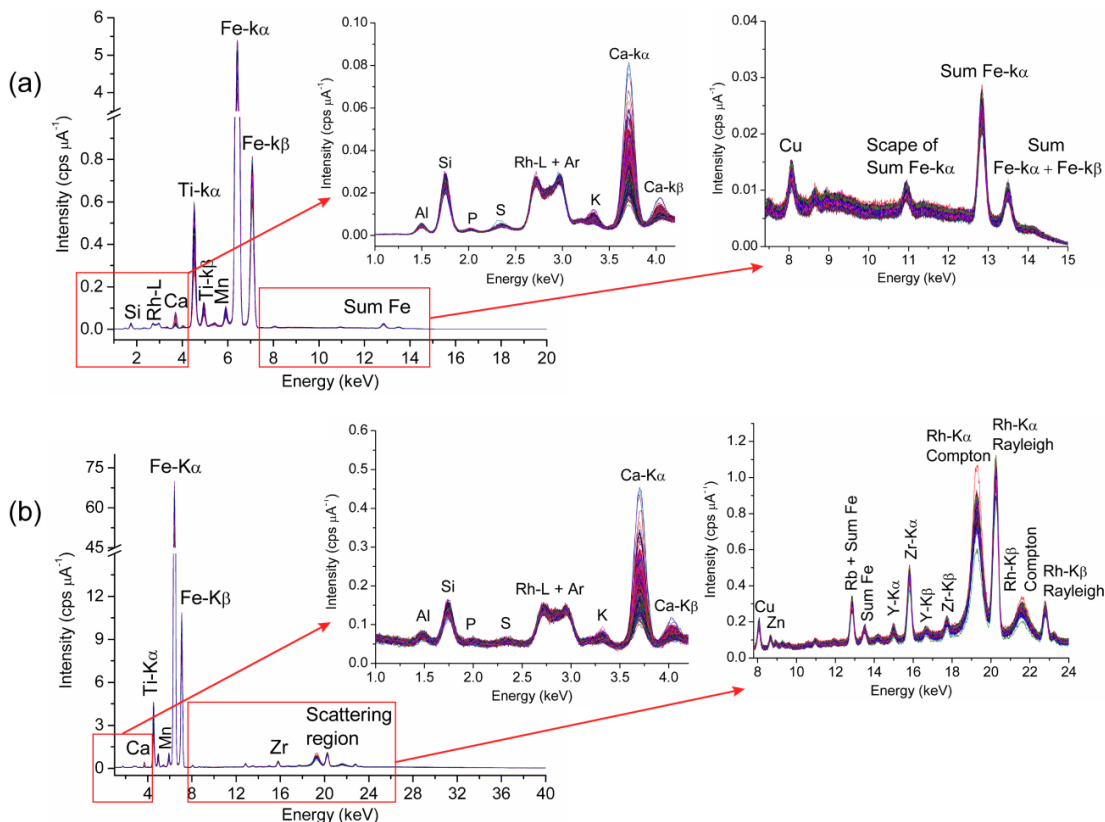 (a)
Intensity (cps μA⁻¹)
6
5
4
0.8
0.6
0.4
0.2
0.0
Fe-kα
Fe-kβ
Ti-kα
Ti-kβ
Mn
Si
Rh-L
Ca
Sum Fe
2 4 6 8 10 12 14 16 18 20
Energy (keV)
Intensity (cps μA⁻¹)
0.10
0.08
0.06
0.04
0.02
0.00
Ca-kα
Si
Rh-L + Ar
Ca-kβ
Al
P
S
K
1.0 1.5 2.0 2.5 3.0 3.5 4.0
Energy (keV)
Intensity (cps μA⁻¹)
0.04
0.03
0.02
0.01
0.00
Sum Fe-kα
Cu
Scape of
Sum Fe-kα
Sum
Fe-kα + Fe-kβ
8 9 10 11 12 13 14 15
Energy (keV)
(b)
Intensity (cps μA⁻¹)
75
60
45
12
9
6
3
0
Fe-Kα
Fe-Kβ
Ti-Kα
Ca
Mn
Zr
Scattering
region
4 8 12 16 20 24 28 32 36 40
Energy (keV)
Intensity (cps μA⁻¹)
0.6
0.5
0.4
0.3
0.2
0.1
0.0
Ca-Kα
Si
Rh-L + Ar
Ca-Kβ
Al
P
S
K
1.0 1.5 2.0 2.5 3.0 3.5 4.0
Energy (keV)
Intensity (cps μA⁻¹)
1.2
0.9
0.6
0.3
0.0
Rh-Kα
Compton
Rh-Kα
Rayleigh
Cu
Zn
Rb + Sum Fe
Sum Fe
Y-Kα
Zr-Kα
Y-Kβ
Zr-Kβ
Rh-Kβ
Compton
Rh-Kβ
Rayleigh
8 10 12 14 16 18 20 22 24
Energy (keV)